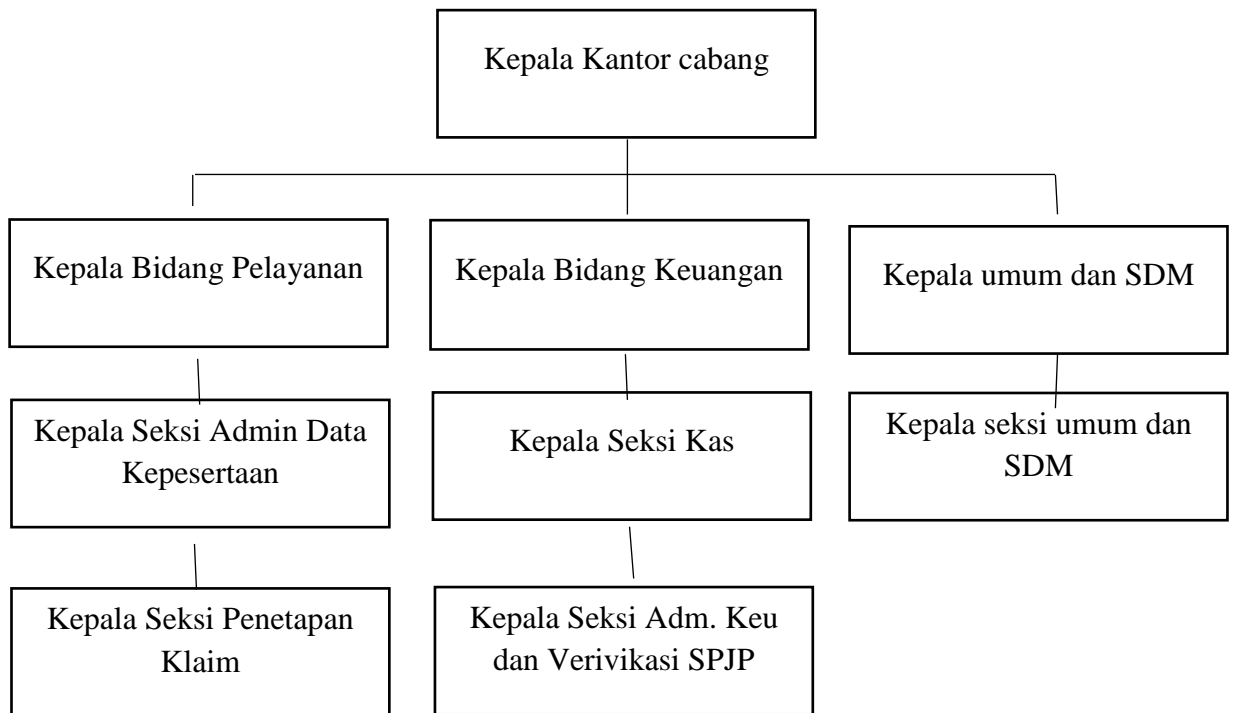 Kepala Kantor cabang
Kepala Bidang Pelayanan
Kepala Bidang Keuangan
Kepala umum dan SDM
Kepala Seksi Admin Data
Kepesertaan
Kepala Seksi Kas
Kepala seksi umum dan
SDM
Kepala Seksi Penetapan
Klaim
Kepala Seksi Adm. Keu
dan Verivikasi SPJP